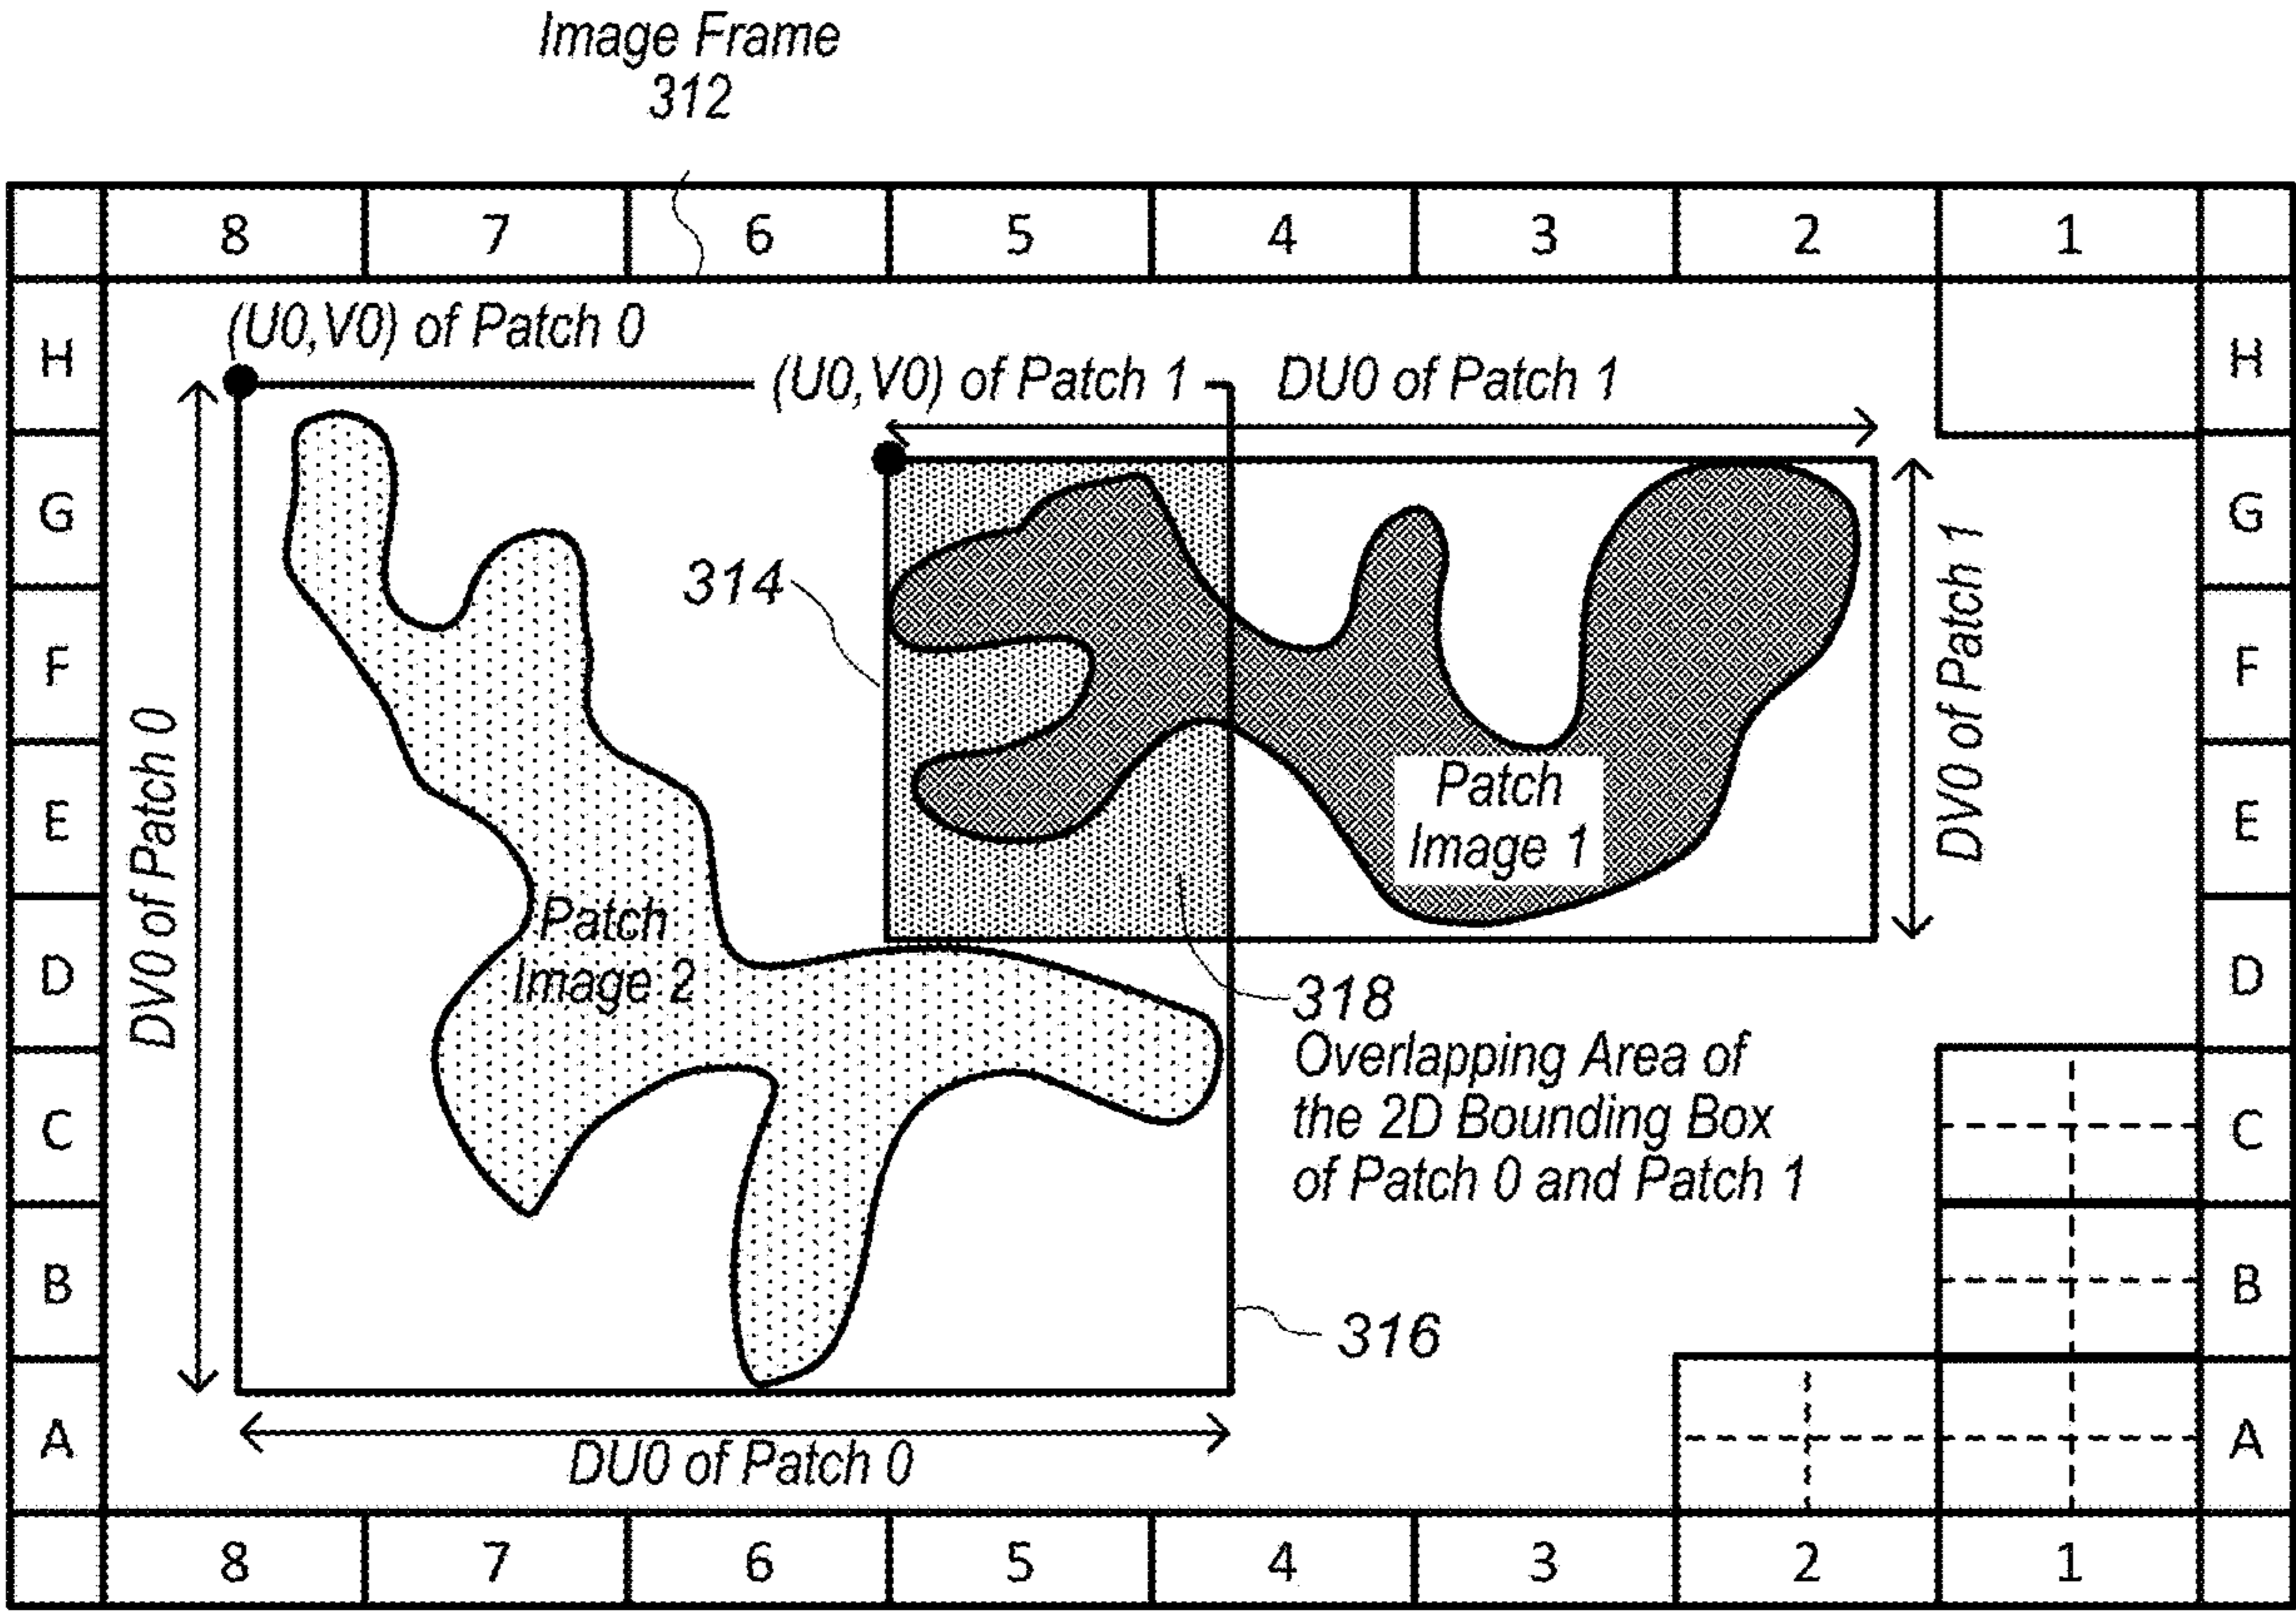 Image Frame
312
8 7 6 5 4 3 2 1
(U0,V0) of Patch 0
H H
(U0,V0) of Patch 1 DU0 of Patch 1
G G
314
DV0 of Patch 1
F F
DV0 of Patch 0
E E
Patch
Image 1
Patch
Image 2
D D
318
Overlapping Area of
the 2D Bounding Box
of Patch 0 and Patch 1
C C
B B
316
A A
DU0 of Patch 0
8 7 6 5 4 3 2 1